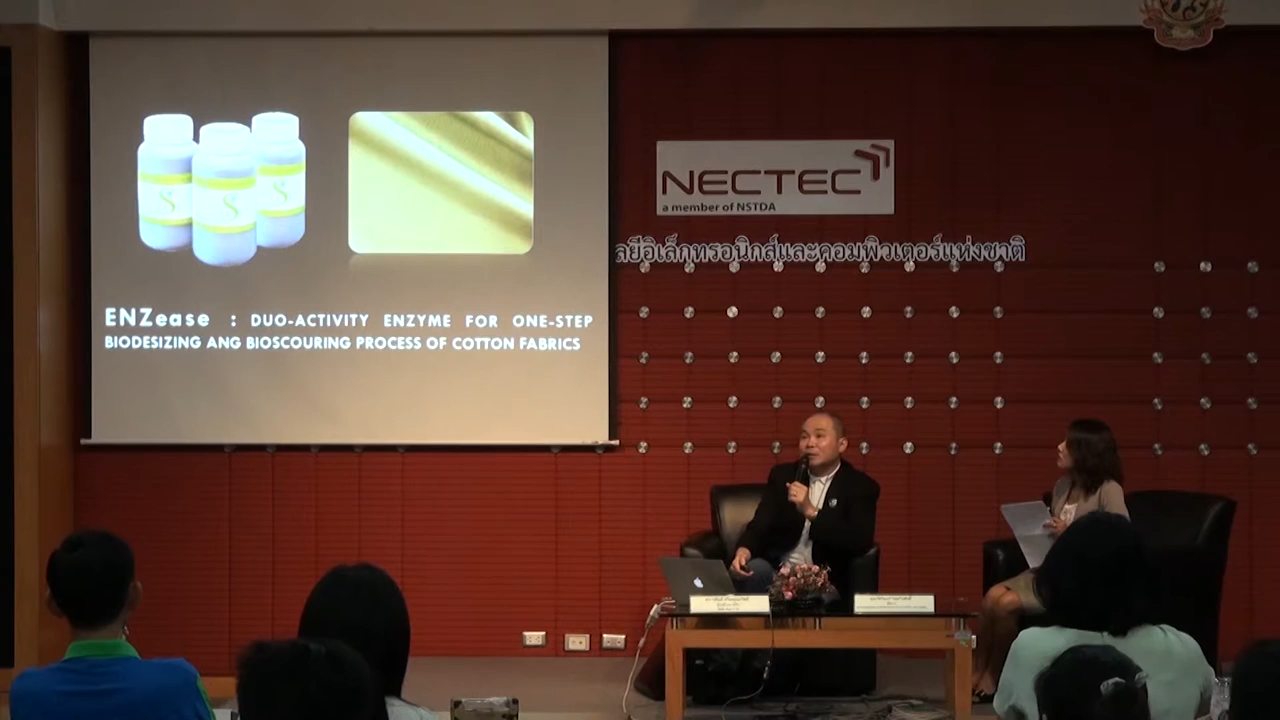 ENZease : DUO-ACTIVITY ENZYME FOR ONE-STEP
BIODESIZING ANG BIOSCOURING PROCESS OF COTTON FABRICS
NECTEC
a member of NSTDA
ลยีอิเล็กทรอนิกส์และคอมพิวเตอร์แห่งชาติ